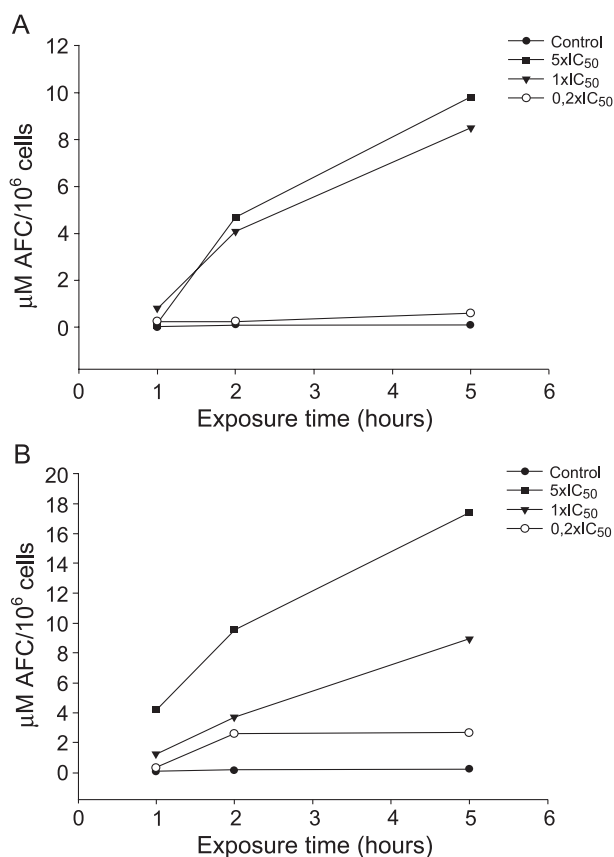 A
12
10
8
6
4
2
0
μM AFC/10⁶ cells
0 1 2 3 4 5 6
Exposure time (hours)
Control
5xIC₅₀
1xIC₅₀
0,2xIC₅₀
B
20
18
16
14
12
10
8
6
4
2
0
μM AFC/10⁶ cells
0 1 2 3 4 5 6
Exposure time (hours)
Control
5xIC₅₀
1xIC₅₀
0,2xIC₅₀